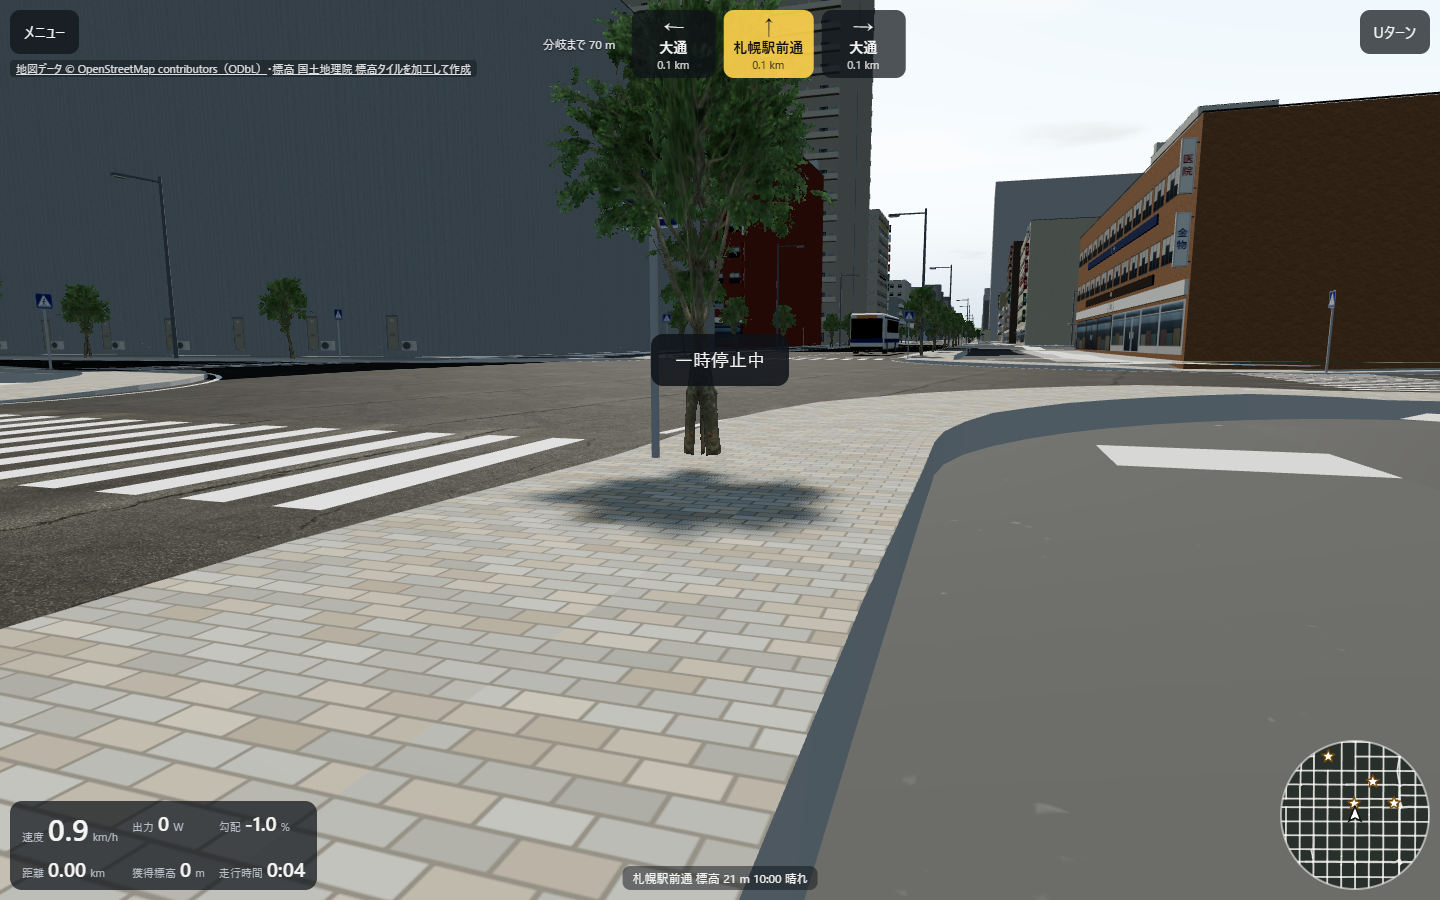 メニュー
地図データ © OpenStreetMap contributors（ODbL）・標高 国土地理院 標高タイルを加工して作成
分岐まで 70 m
←
大通
0.1 km
↑
札幌駅前通
0.1 km
→
大通
0.1 km
Uターン
医院
金物
一時停止中
速度 0.9 km/h 出力 0 W 勾配 -1.0 %
距離 0.00 km 獲得標高 0 m 走行時間 0:04
札幌駅前通 標高 21 m 10:00 晴れ